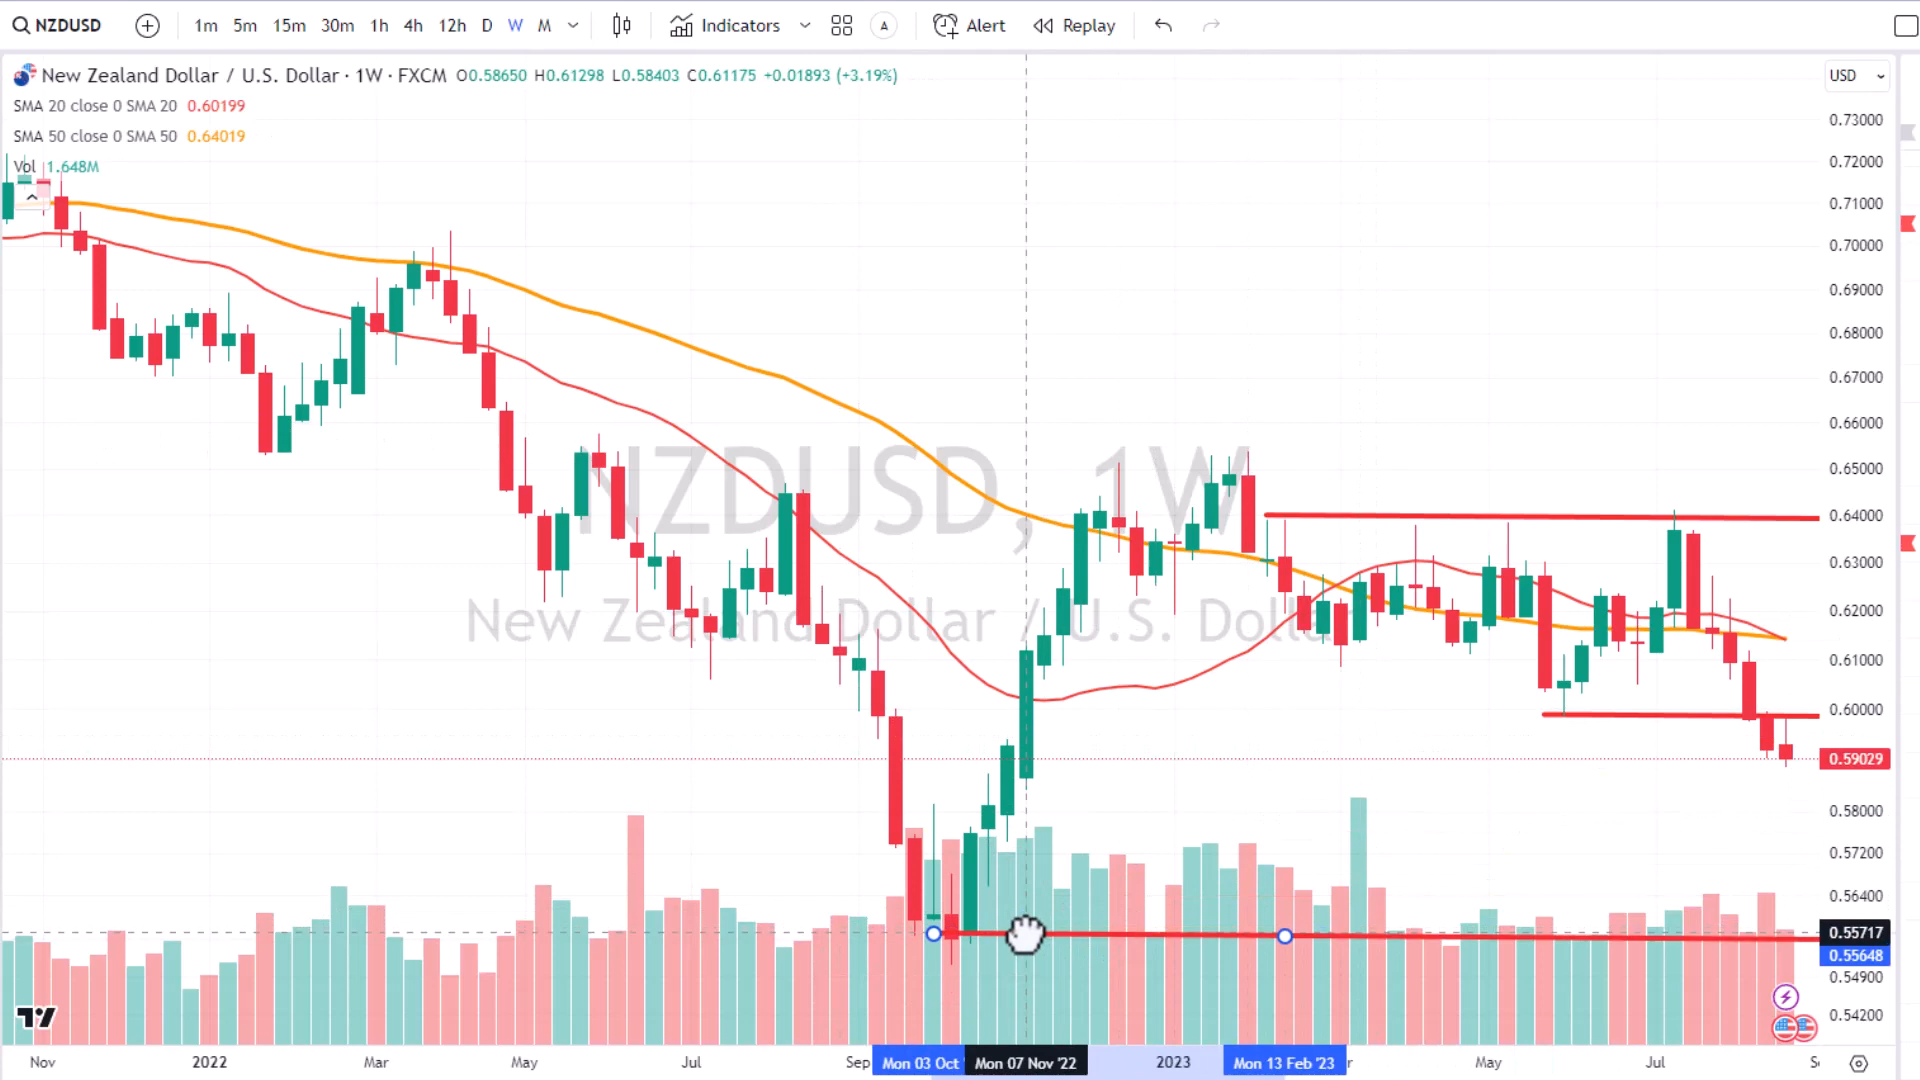 NZDUSD 1m 5m 15m 30m 1h 4h 12h D W M Indicators A Alert Replay
New Zealand Dollar / U.S. Dollar · 1W · FXCM O0.58650 H0.61298 L0.58403 C0.61175 +0.01893 (+3.19%)
USD
SMA 20 close 0 SMA 20 0.60199
SMA 50 close 0 SMA 50 0.64019
Vol 1.648M
NZDUSD, 1W
New Zealand Dollar / U.S. Dolla
0.73000
0.72000
0.71000
0.70000
0.69000
0.68000
0.67000
0.66000
0.65000
0.64000
0.63000
0.62000
0.61000
0.60000
0.59029
0.58000
0.57200
0.56400
0.55717
0.55648
0.54900
0.54200
Nov 2022 Mar May Jul Sep Mon 03 Oct Mon 07 Nov '22 2023 Mon 13 Feb '23 r May Jul